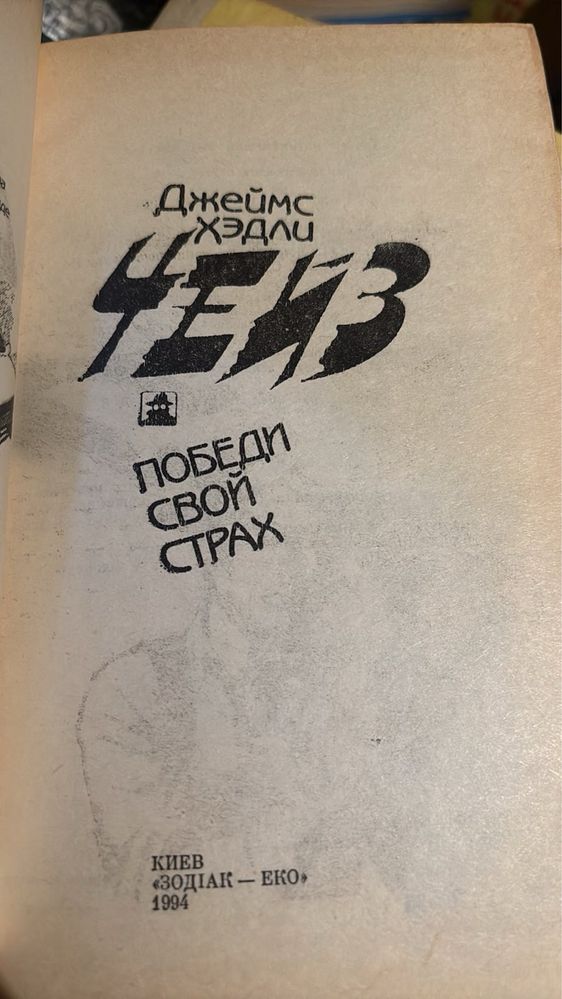 Джеймс
Хэдли
ЧЕЙЗ
ПОБЕДИ
СВОЙ
СТРАХ
КИЕВ
«ЗОДІАК — ЕКО»
1994